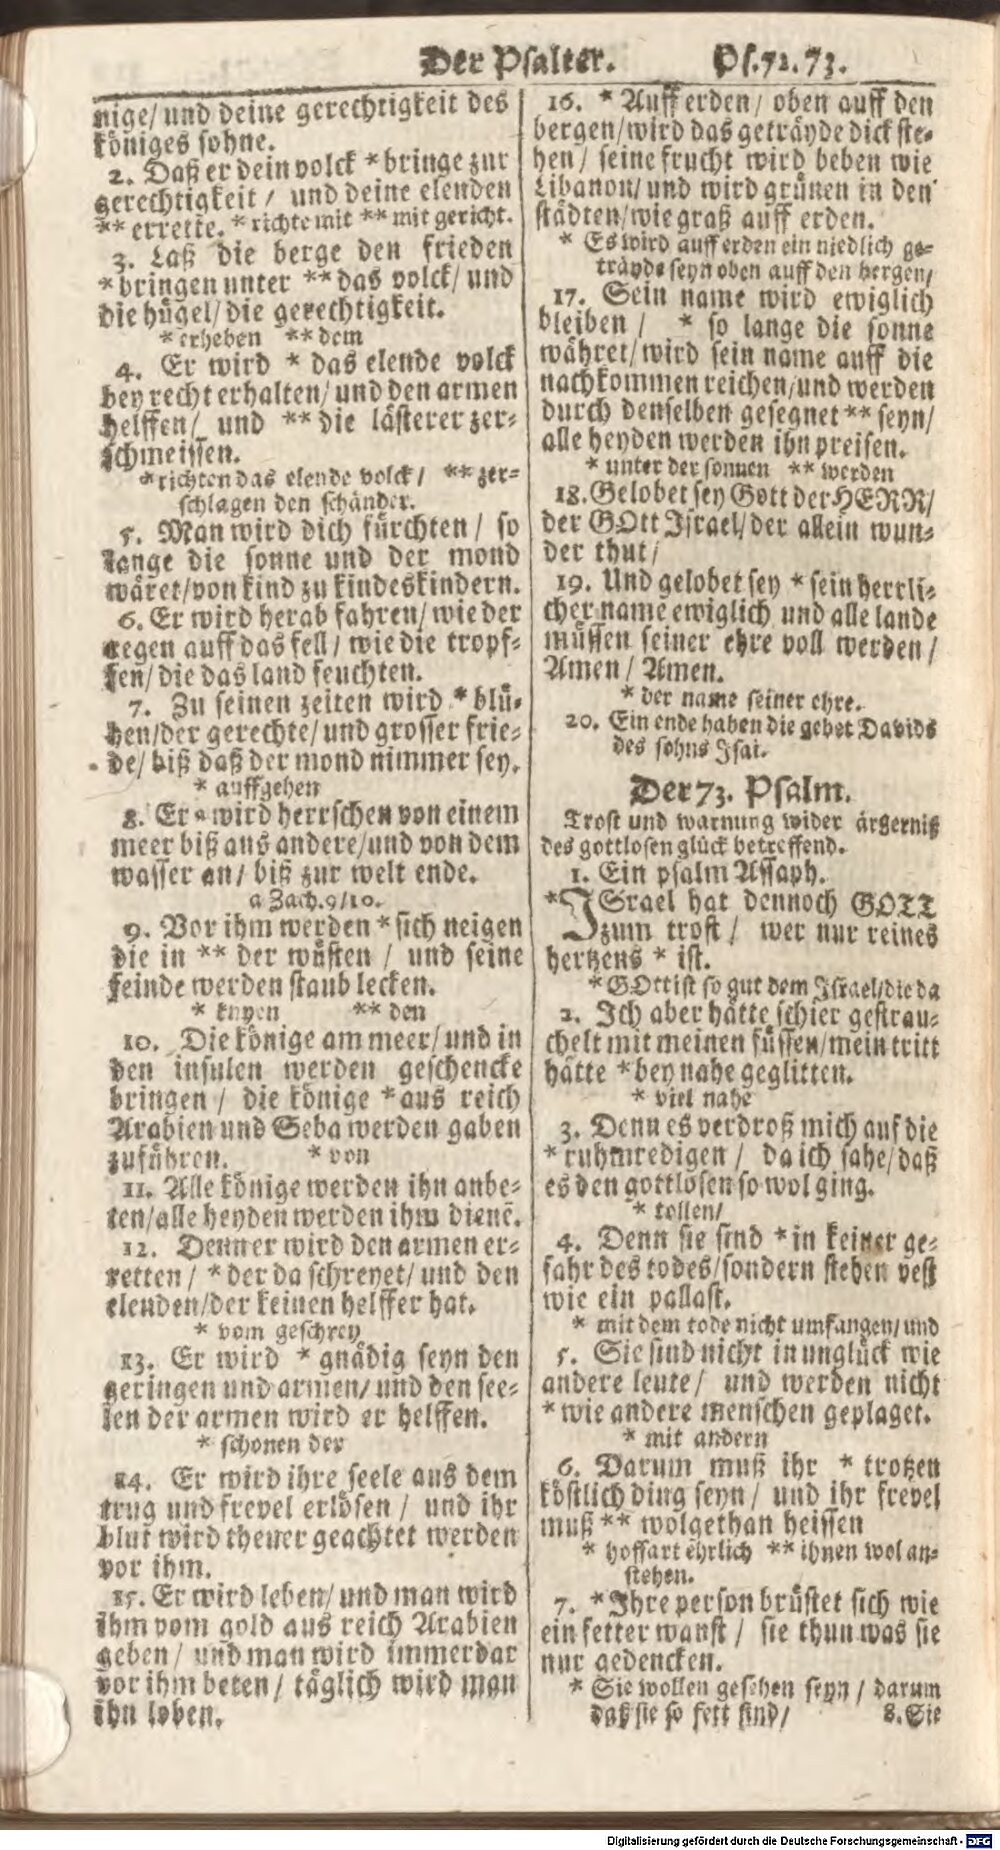 Der Psalter. Ps.72.73.
nige/ und deine gerechtigkeit des
königes sohne.
2. Daß er dein volck * bringe zur
gerechtigkeit/ und deine elenden
** errette. * richte mit ** mit gericht.
3. Laß die berge den frieden
* bringen unter ** das volck/ und
die hügel/ die gerechtigkeit.
* erheben ** dem
4. Er wird * das elende volck
bey recht erhalten/ und den armen
helffen/ und ** die lästerer zer-
schmeissen.
* richten das elende volck/ ** zer-
schlagen den schänder.
5. Man wird dich fürchten/ so
lange die sonne und der mond
wäret/ von kind zu kindeskindern.
6. Er wird herab fahren/ wie der
regen auff das fell/ wie die tropf-
fen/ die das land feuchten.
7. Zu seinen zeiten wird * blü-
hen/ der gerechte/ und grosser frie-
de/ biß daß der mond nimmer sey.
* auffgehen
8. Er a wird herrschen von einem
meer biß ans andere/ und von dem
wasser an/ biß zur welt ende.
a Zach. 9/10.
9. Vor ihm werden * sich neigen
die in ** der wüsten / und seine
feinde werden staub lecken.
* knyen ** den
10. Die könige am meer/ und in
den insulen werden geschencke
bringen / die könige * aus reich
Arabien und Seba werden gaben
zuführen. * von
11. Alle könige werden ihn anbe-
ten/ alle heyden werden ihm dienē.
12. Denn er wird den armen er-
retten / * der da schreyet/ und den
elenden/ der keinen helffer hat.
* vom geschrey
13. Er wird * gnädig seyn den
geringen und armen/ und den see-
len der armen wird er helffen.
* schonen der
14. Er wird ihre seele aus dem
trug und frevel erlösen / und ihr
blut wird theuer geachtet werden
vor ihm.
15. Er wird leben/ und man wird
ihm vom gold aus reich Arabien
geben/ und man wird immerdar
vor ihm beten/ täglich wird man
ihn loben.
16. * Auff erden/ oben auff den
bergen/ wird das geträyde dick ste-
hen/ seine frucht wird beben wie
Libanon/ und wird grünen in den
städten/ wie graß auff erden.
* Es wird auff erden ein niedlich ge-
träyde seyn oben auff den bergen/
17. Sein name wird ewiglich
bleiben / * so lange die sonne
währet/ wird sein name auff die
nachkommen reichen/ und werden
durch denselben gesegnet ** seyn/
alle heyden werden ihn preisen.
* unter der sonnen ** werden
18. Gelobet sey Gott der HERR/
der GOtt Israel/ der allein wun-
der thut/
19. Und gelobet sey * sein herrli-
cher name ewiglich und alle lande
müssen seiner ehre voll werden/
Amen / Amen.
* der name seiner ehre.
20. Ein ende haben die gebet Davids
des sohns Isai.
Der 73. Psalm.
Trost und warnung wider ärgerniß
des gottlosen glück betreffend.
1. Ein psalm Assaph.
* ISrael hat dennoch GOTT
zum trost / wer nur reines
hertzens * ist.
* GOtt ist so gut dem Israel/ die da
2. Ich aber hätte schier gestrau-
chelt mit meinen füssen/ mein tritt
hätte * bey nahe geglitten.
* viel nahe
3. Denn es verdroß mich auf die
* ruhmredigen / da ich sahe/ daß
es den gottlosen so wol ging.
* tollen/
4. Denn sie sind * in keiner ge-
fahr des todes/ sondern stehen vest
wie ein pallast.
* mit dem tode nicht umfangen/ und
5. Sie sind nicht in unglück wie
andere leute/ und werden nicht
* wie andere menschen geplaget.
* mit andern
6. Darum muß ihr * trotzen
köstlich ding seyn/ und ihr frevel
muß ** wolgethan heissen
* hoffart ehrlich ** ihnen wol an-
stehen.
7. * Ihre person brüstet sich wie
ein fetter wanst / sie thun was sie
nur gedencken.
* Sie wollen gesehen seyn / darum
daß sie so fett sind/ 8. Sie
Digitalisierung gefördert durch die Deutsche Forschungsgemeinschaft - DFG